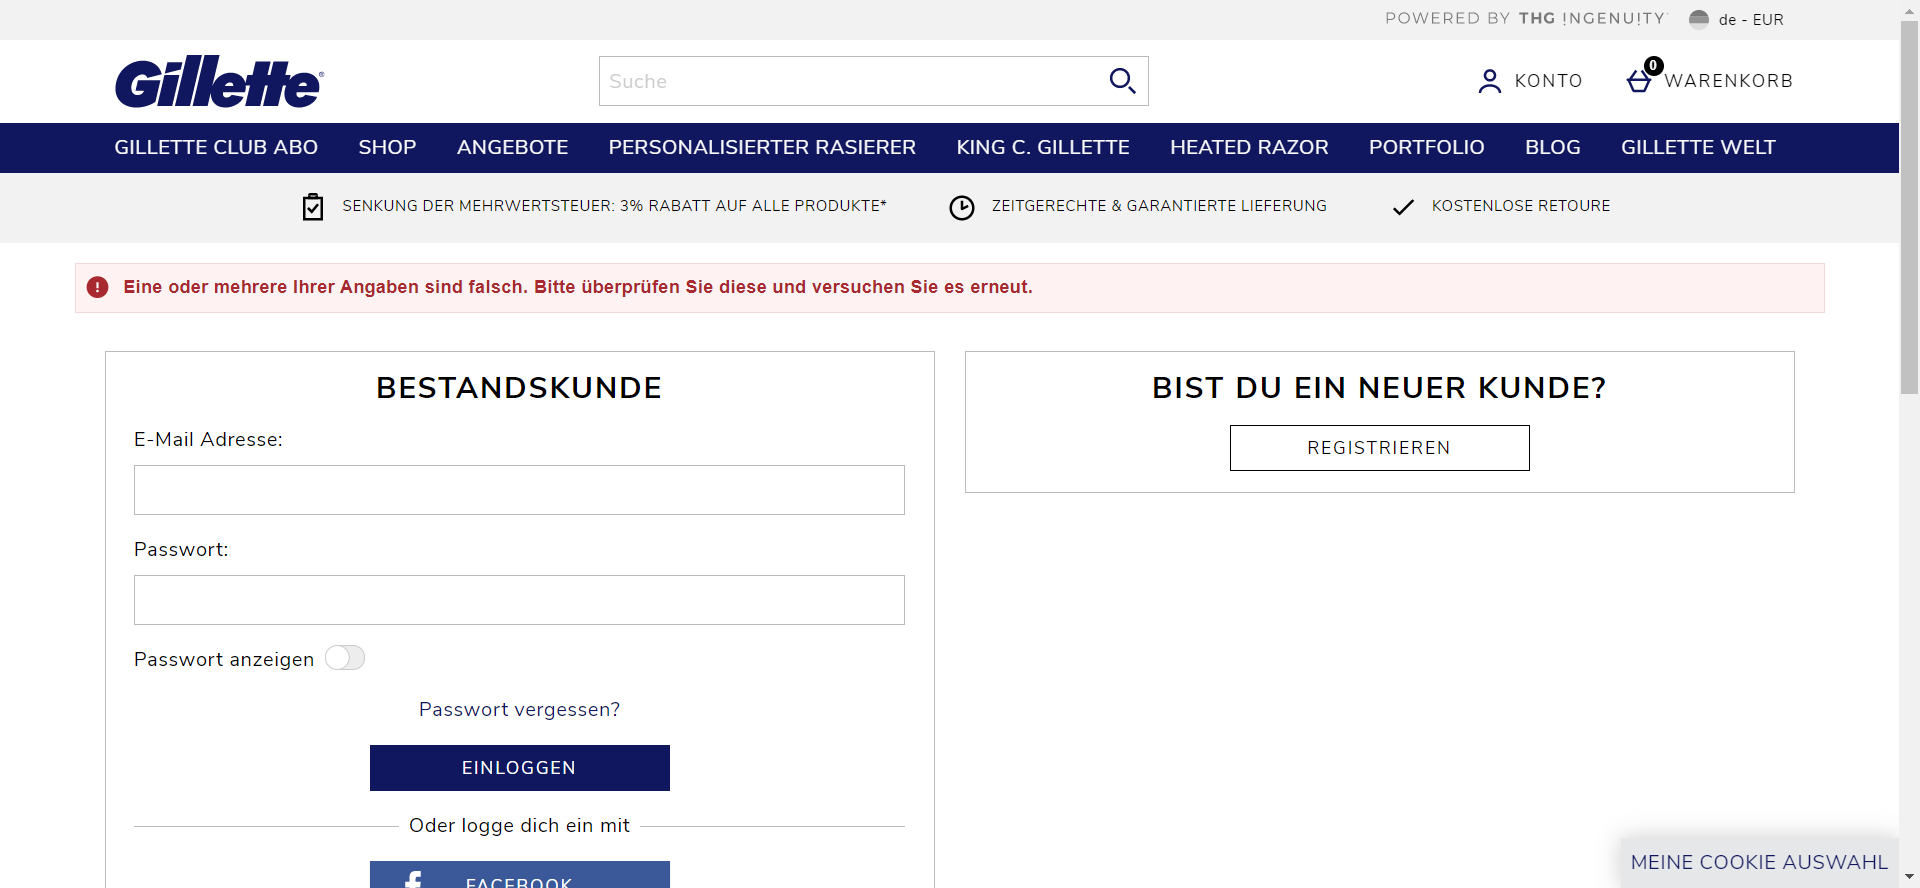 POWERED BY THG !NGENU!TY
de - EUR
Gillette
Suche
KONTO
0
WARENKORB
GILLETTE CLUB ABO
SHOP
ANGEBOTE
PERSONALISIERTER RASIERER
KING C. GILLETTE
HEATED RAZOR
PORTFOLIO
BLOG
GILLETTE WELT
SENKUNG DER MEHRWERTSTEUER: 3% RABATT AUF ALLE PRODUKTE*
ZEITGERECHTE & GARANTIERTE LIEFERUNG
KOSTENLOSE RETOURE
Eine oder mehrere Ihrer Angaben sind falsch. Bitte überprüfen Sie diese und versuchen Sie es erneut.
BESTANDSKUNDE
E-Mail Adresse:
Passwort:
Passwort anzeigen
Passwort vergessen?
EINLOGGEN
Oder logge dich ein mit
FACEBOOK
BIST DU EIN NEUER KUNDE?
REGISTRIEREN
MEINE COOKIE AUSWAHL